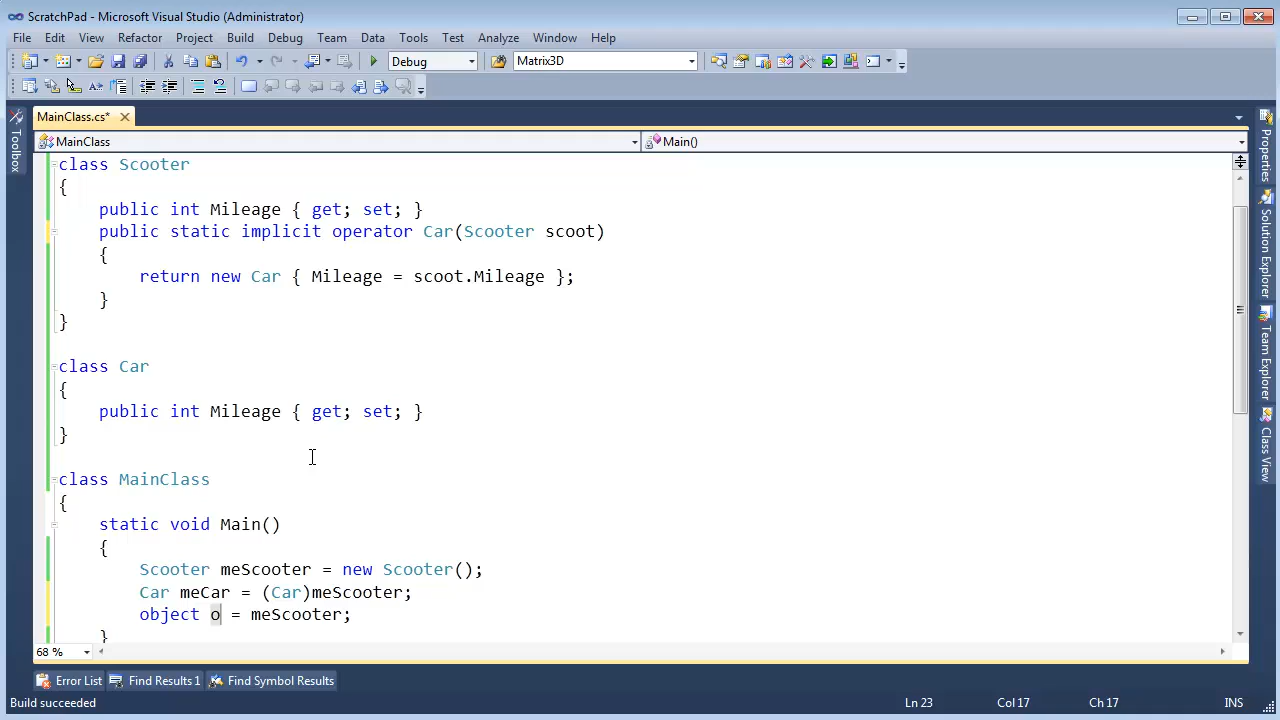 ScratchPad - Microsoft Visual Studio (Administrator)
File Edit View Refactor Project Build Debug Team Data Tools Test Analyze Window Help
Debug Matrix3D
MainClass.cs*
MainClass Main()
class Scooter
{
public int Mileage { get; set; }
public static implicit operator Car(Scooter scoot)
{
return new Car { Mileage = scoot.Mileage };
}
}
class Car
{
public int Mileage { get; set; }
}
class MainClass
{
static void Main()
{
Scooter meScooter = new Scooter();
Car meCar = (Car)meScooter;
object o = meScooter;
}
68 %
Toolbox
Properties
Solution Explorer
Team Explorer
Class View
Error List Find Results 1 Find Symbol Results
Build succeeded Ln 23 Col 17 Ch 17 INS